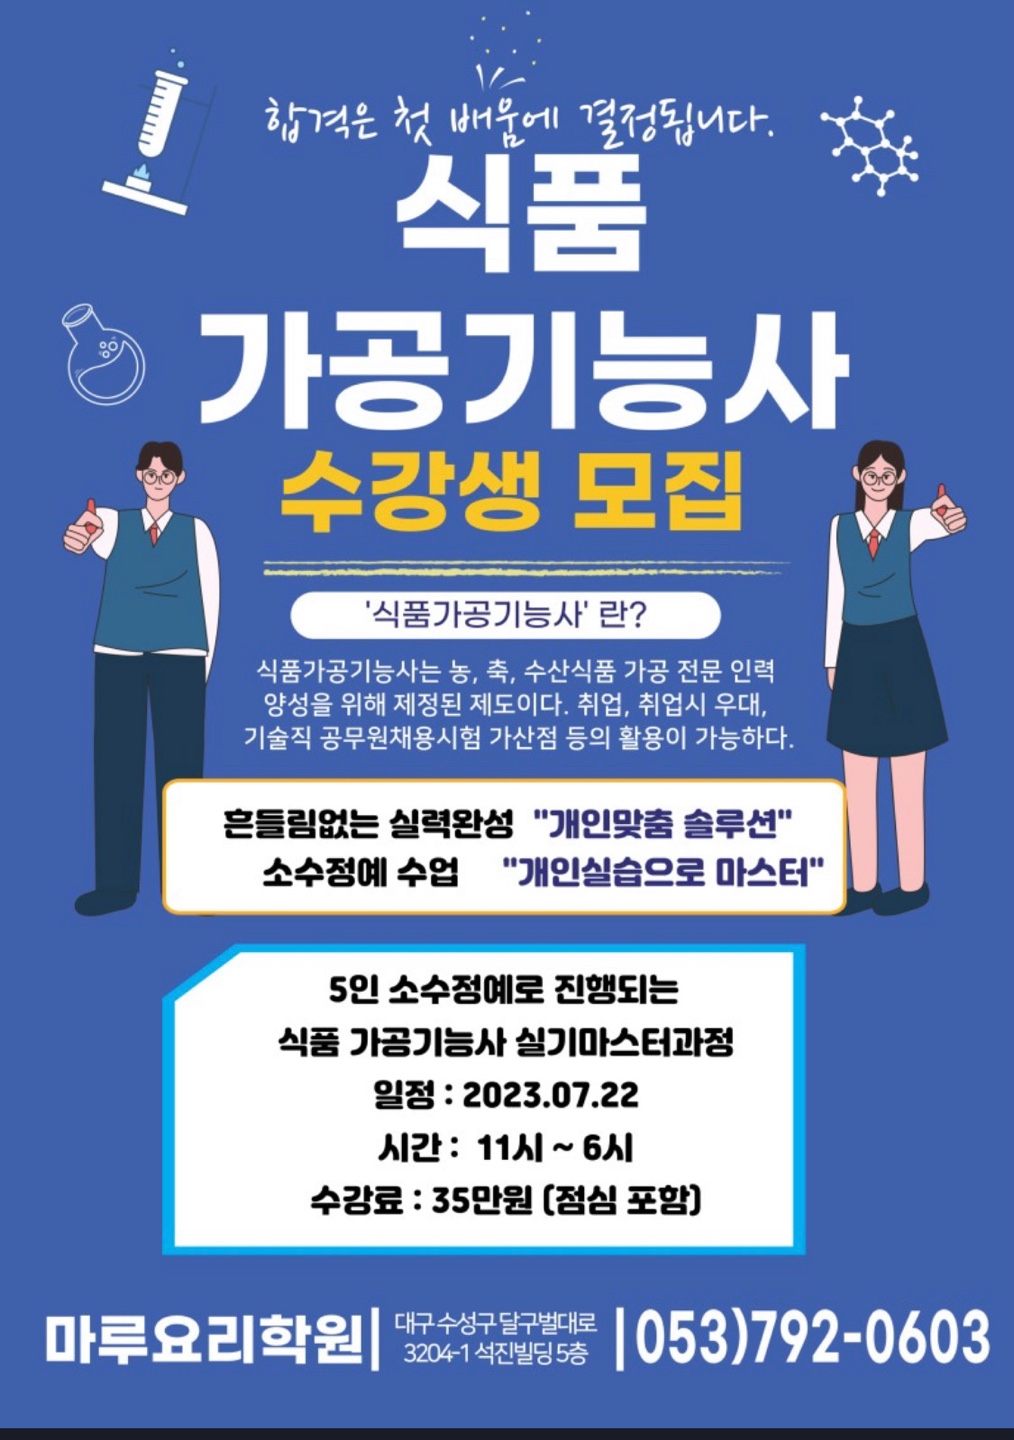 합격은 첫 배움에 결정됩니다.
식품
가공기능사
수강생 모집
'식품가공기능사' 란?
식품가공기능사는 농, 축, 수산식품 가공 전문 인력
양성을 위해 제정된 제도이다. 취업, 취업시 우대,
기술직 공무원채용시험 가산점 등의 활용이 가능하다.
흔들림없는 실력완성 "개인맞춤 솔루션"
소수정예 수업 "개인실습으로 마스터"
5인 소수정예로 진행되는
식품 가공기능사 실기마스터과정
일정 : 2023.07.22
시간 : 11시 ~ 6시
수강료 : 35만원 (점심 포함)
마루요리학원
대구 수성구 달구벌대로
3204-1 석진빌딩 5층
053)792-0603